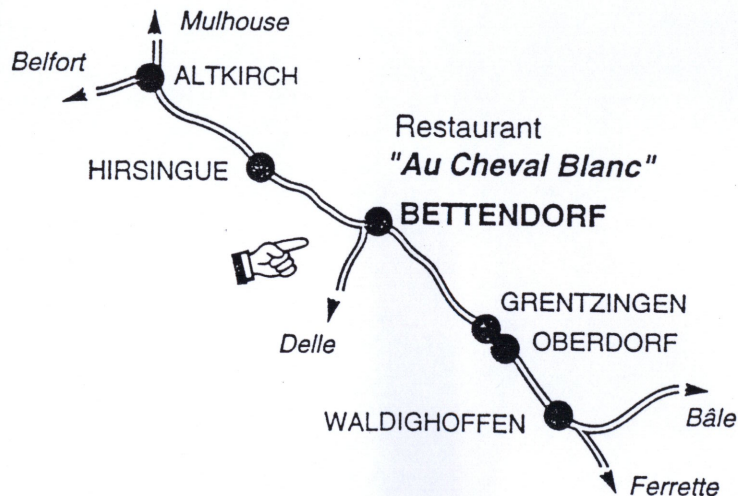 Mulhouse
Belfort
ALTKIRCH
Restaurant
"Au Cheval Blanc"
HIRSINGUE
BETTENDORF
GRENTZINGEN
Delle
OBERDORF
WALDIGHOFFEN
Bâle
Ferrette